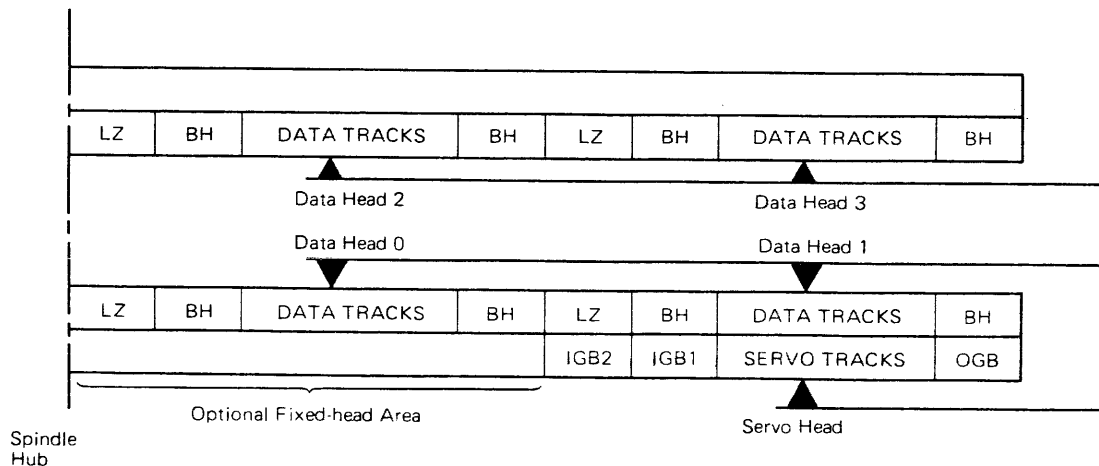 LZ BH DATA TRACKS BH LZ BH DATA TRACKS BH
Data Head 2 Data Head 3
Data Head 0 Data Head 1
LZ BH DATA TRACKS BH LZ BH DATA TRACKS BH
IGB2 IGB1 SERVO TRACKS OGB
Optional Fixed-head Area
Servo Head
Spindle
Hub